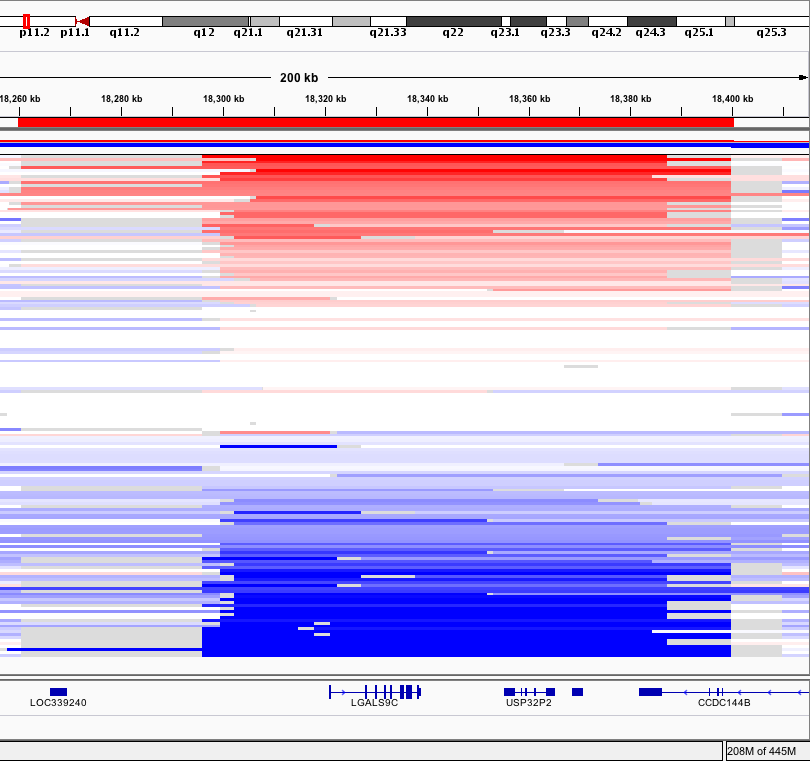 p11.2 p11.1 q11.2 q12 q21.1 q21.31 q21.33 q22 q23.1 q23.3 q24.2 q24.3 q25.1 q25.3
200 kb
18,260 kb 18,280 kb 18,300 kb 18,320 kb 18,340 kb 18,360 kb 18,380 kb 18,400 kb
LOC339240 LGALS9C USP32P2 CCDC144B
208M of 445M